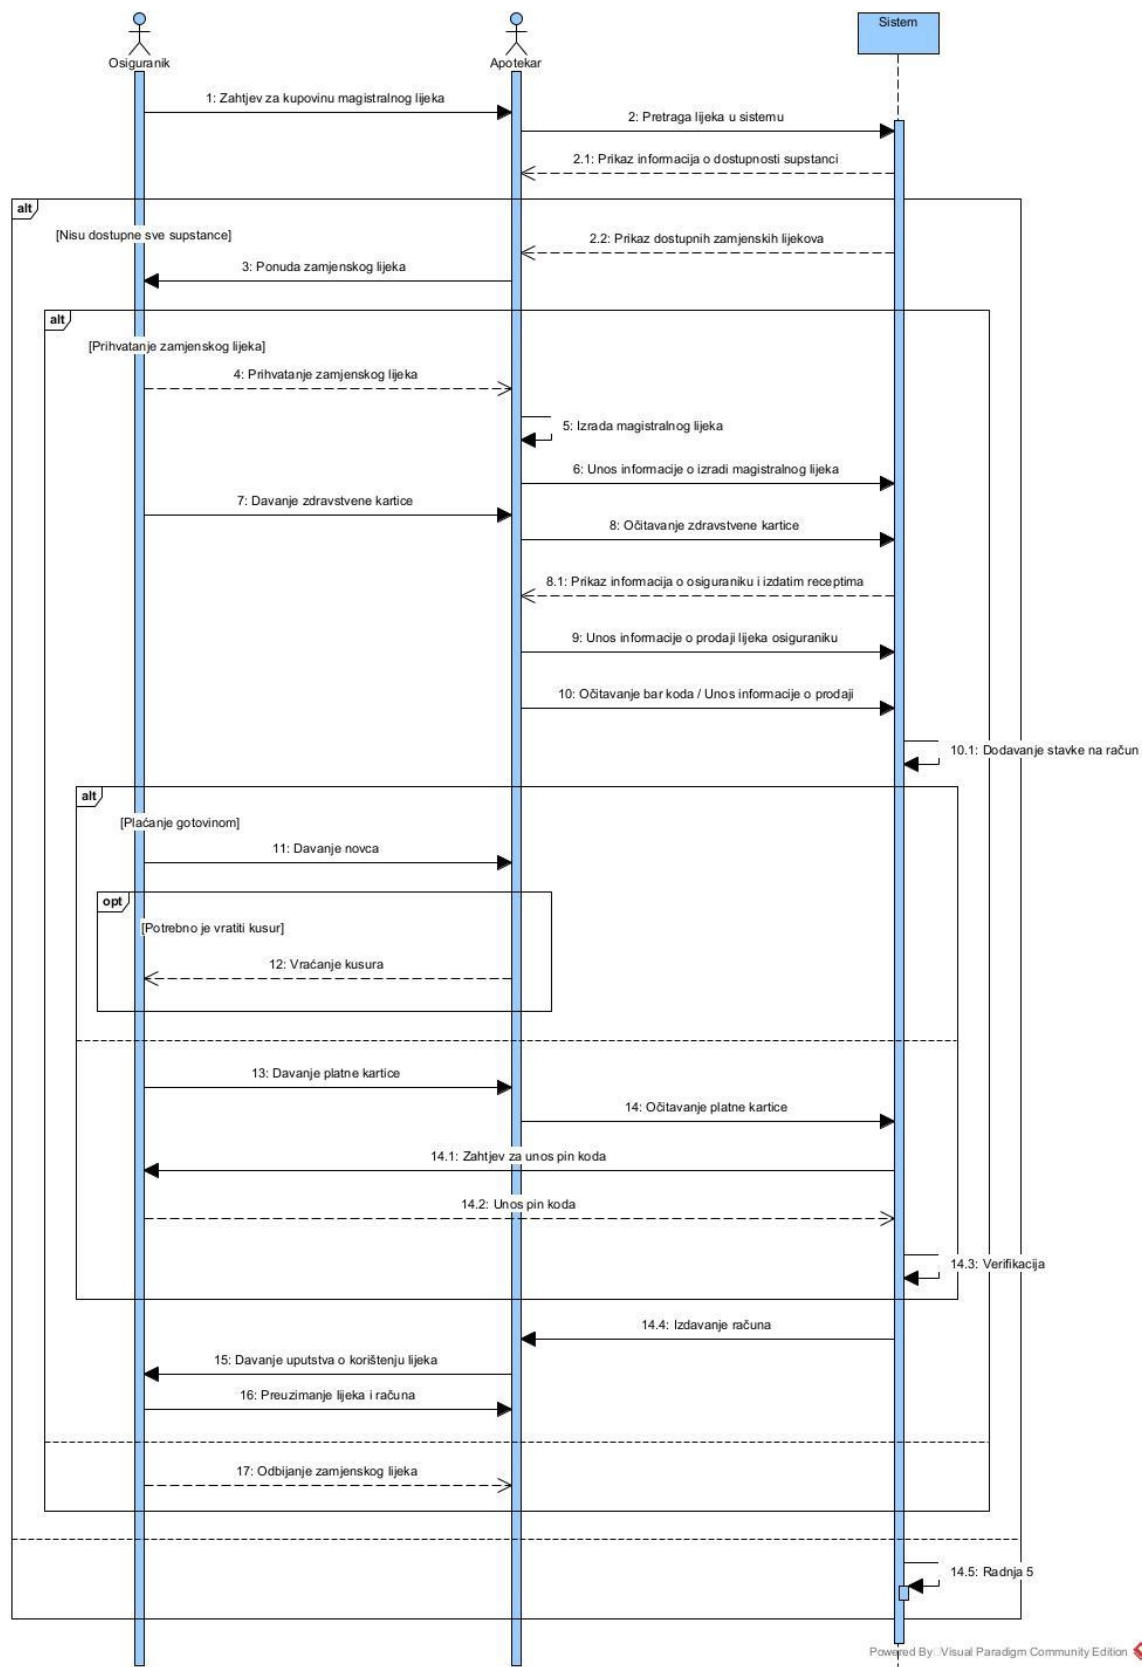 Osiguranik
Apotekar
Sistem
1: Zahtjev za kupovinu magistralnog lijeka
2: Pretraga lijeka u sistemu
2.1: Prikaz informacija o dostupnosti supstanci
alt
[Nisu dostupne sve supstance]
2.2: Prikaz dostupnih zamjenskih lijekova
3: Ponuda zamjenskog lijeka
alt
[Prihvatanje zamjenskog lijeka]
4: Prihvatanje zamjenskog lijeka
5: Izrada magistralnog lijeka
6: Unos informacije o izradi magistralnog lijeka
7: Davanje zdravstvene kartice
8: Očitavanje zdravstvene kartice
8.1: Prikaz informacija o osiguraniku i izdatim receptima
9: Unos informacije o prodaji lijeka osiguraniku
10: Očitavanje bar koda / Unos informacije o prodaji
10.1: Dodavanje stavke na račun
alt
[Plaćanje gotovinom]
11: Davanje novca
opt
[Potrebno je vratiti kusur]
12: Vraćanje kusura
13: Davanje platne kartice
14: Očitavanje platne kartice
14.1: Zahtjev za unos pin koda
14.2: Unos pin koda
14.3: Verifikacija
14.4: Izdavanje računa
15: Davanje uputstva o korištenju lijeka
16: Preuzimanje lijeka i računa
17: Odbijanje zamjenskog lijeka
14.5: Radnja 5
Powered By Visual Paradigm Community Edition